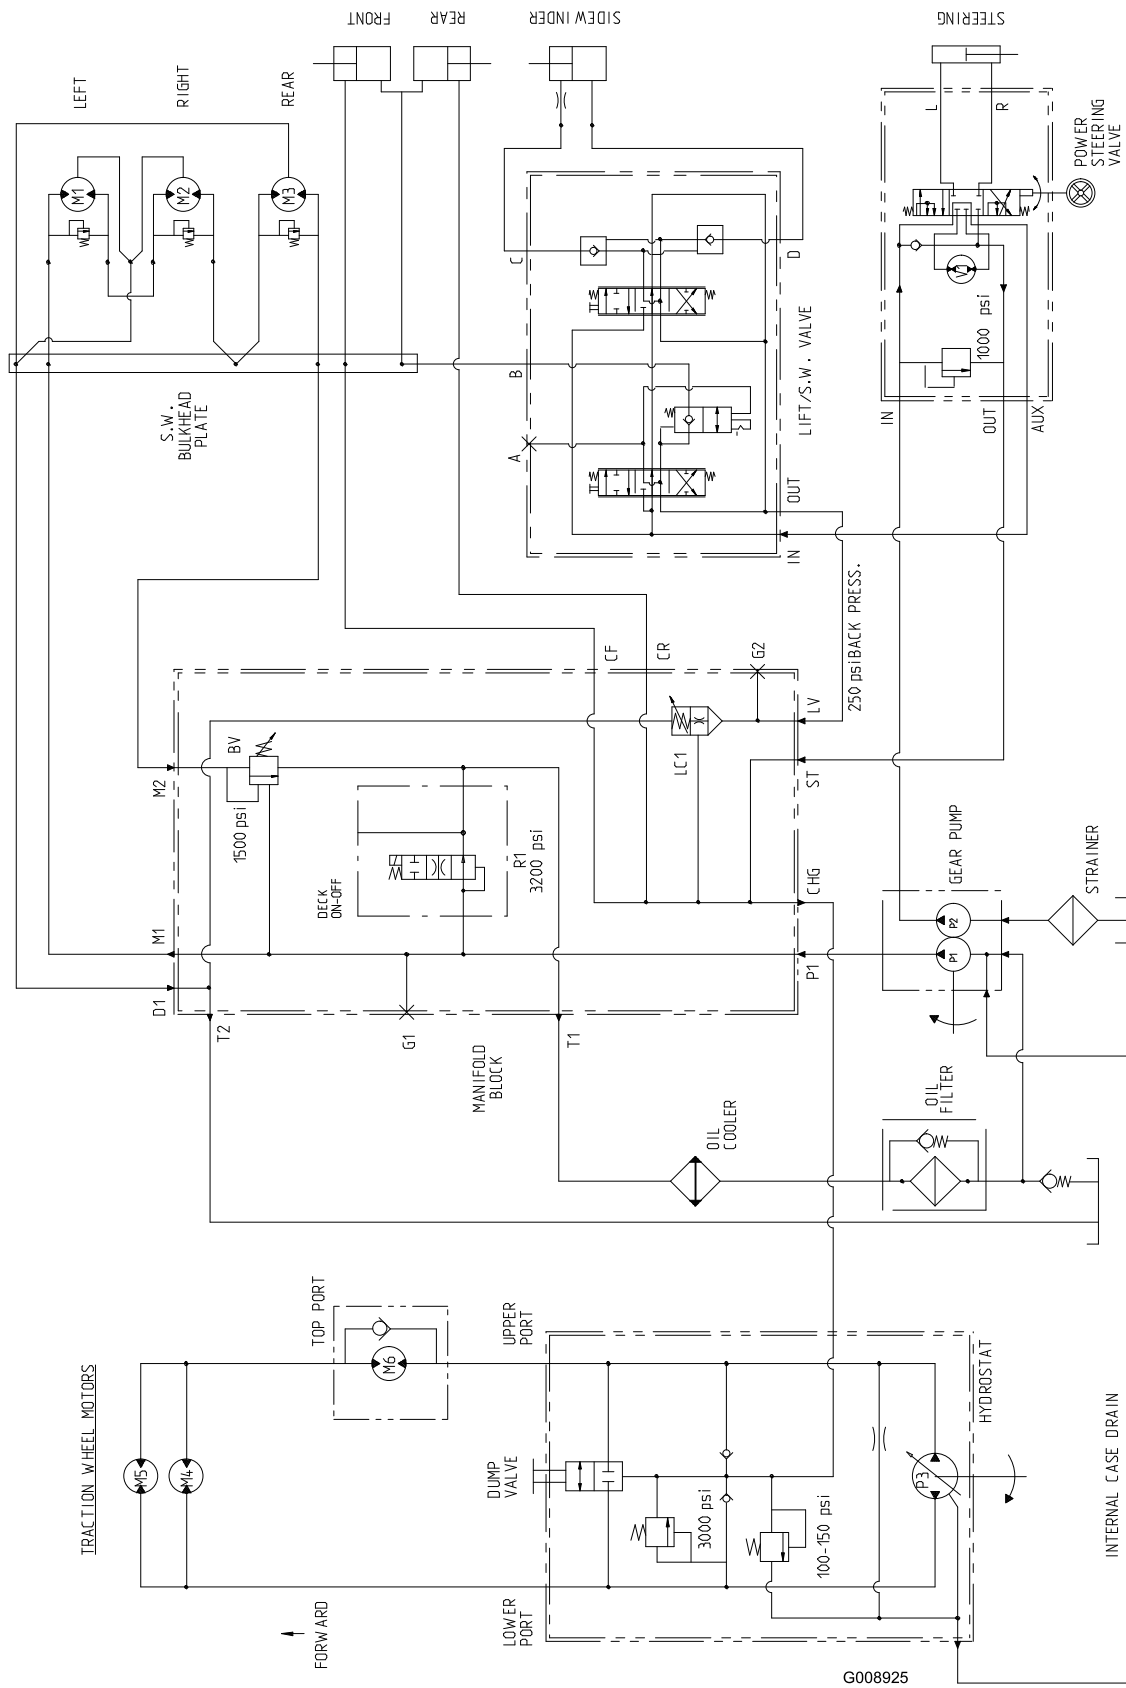 FRONT
REAR
SIDEWINDER
STEERING
LEFT
RIGHT
REAR
M1
M2
M3
L
R
POWER
STEERING
VALVE
C
D
V1
1000 psi
S.W.
BULKHEAD
PLATE
B
A
LIFT/S.W. VALVE
IN
OUT
AUX
OUT
IN
250 psi BACK PRESS.
CF
CR
G2
LV
ST
LC1
M2
BV
1500 psi
DECK
ON-OFF
R1
3200 psi
CHG
GEAR PUMP
STRAINER
P2
P1
M1
D1
P1
T2
G1
T1
MANIFOLD
BLOCK
OIL
COOLER
OIL
FILTER
TRACTION WHEEL MOTORS
TOP PORT
M6
UPPER
PORT
M5
M4
DUMP
VALVE
3000 psi
100-150 psi
P3
HYDROSTAT
LOWER
PORT
FORWARD
INTERNAL CASE DRAIN
G008925